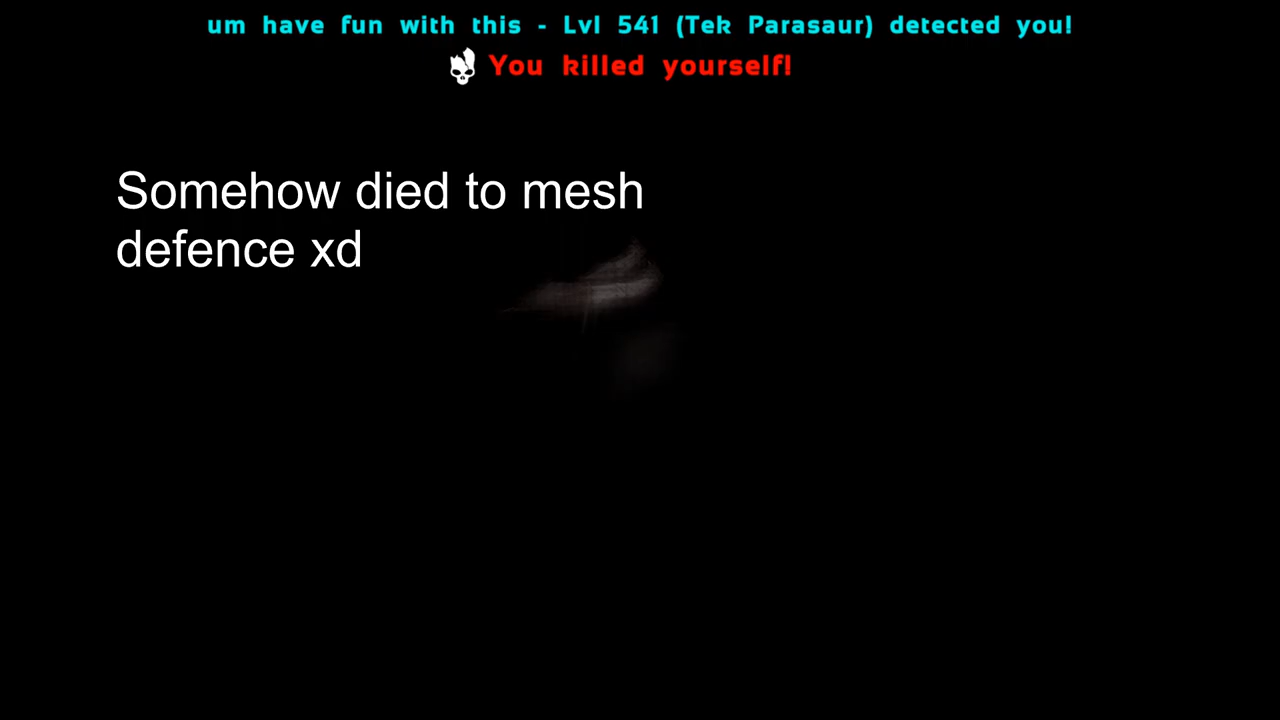 um have fun with this - Lvl 541 (Tek Parasaur) detected you!
You killed yourself!
Somehow died to mesh
defence xd